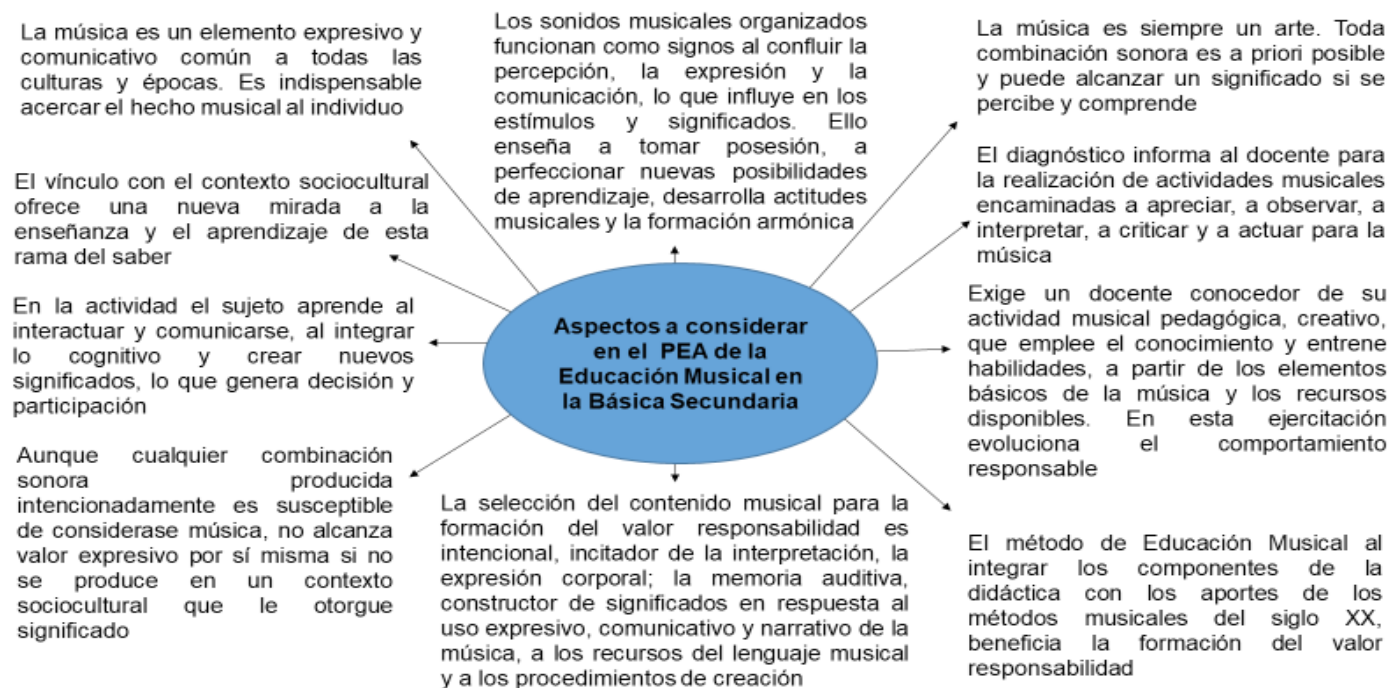 La música es un elemento expresivo y
comunicativo común a todas las
culturas y épocas. Es indispensable
acercar el hecho musical al individuo
Los sonidos musicales organizados
funcionan como signos al confluir la
percepción, la expresión y la
comunicación, lo que influye en los
estímulos y significados. Ello
enseña a tomar posesión, a
perfeccionar nuevas posibilidades
de aprendizaje, desarrolla actitudes
musicales y la formación armónica
La música es siempre un arte. Toda
combinación sonora es a priori posible
y puede alcanzar un significado si se
percibe y comprende
El vínculo con el contexto sociocultural
ofrece una nueva mirada a la
enseñanza y el aprendizaje de esta
rama del saber
El diagnóstico informa al docente para
la realización de actividades musicales
encaminadas a apreciar, a observar, a
interpretar, a criticar y a actuar para la
música
En la actividad el sujeto aprende al
interactuar y comunicarse, al integrar
lo cognitivo y crear nuevos
significados, lo que genera decisión y
participación
Aspectos a considerar
en el PEA de la
Educación Musical en
la Básica Secundaria
Exige un docente conocedor de su
actividad musical pedagógica, creativo,
que emplee el conocimiento y entrene
habilidades, a partir de los elementos
básicos de la música y los recursos
disponibles. En esta ejercitación
evoluciona el comportamiento
responsable
Aunque cualquier combinación
sonora producida
intencionadamente es susceptible
de considerase música, no alcanza
valor expresivo por sí misma si no
se produce en un contexto
sociocultural que le otorgue
significado
La selección del contenido musical para la
formación del valor responsabilidad es
intencional, incitador de la interpretación, la
expresión corporal; la memoria auditiva,
constructor de significados en respuesta al
uso expresivo, comunicativo y narrativo de la
música, a los recursos del lenguaje musical
y a los procedimientos de creación
El método de Educación Musical al
integrar los componentes de la
didáctica con los aportes de los
métodos musicales del siglo XX,
beneficia la formación del valor
responsabilidad